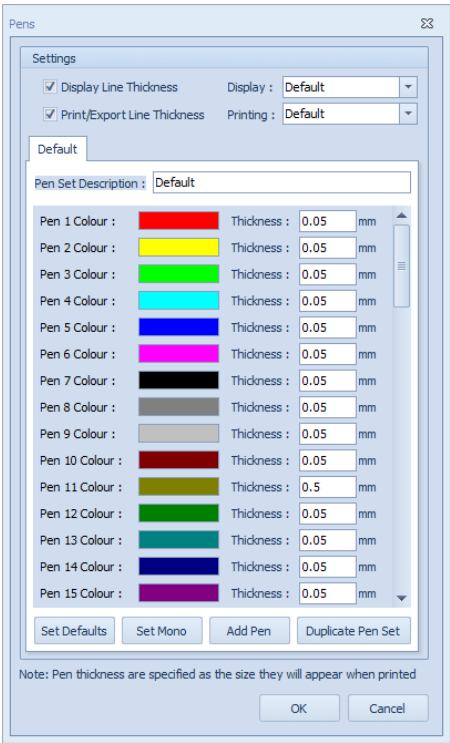 Pens
Settings
Display Line Thickness Display : Default
Print/Export Line Thickness Printing : Default
Default
Pen Set Description : Default
Pen 1 Colour : Thickness : 0.05 mm
Pen 2 Colour : Thickness : 0.05 mm
Pen 3 Colour : Thickness : 0.05 mm
Pen 4 Colour : Thickness : 0.05 mm
Pen 5 Colour : Thickness : 0.05 mm
Pen 6 Colour : Thickness : 0.05 mm
Pen 7 Colour : Thickness : 0.05 mm
Pen 8 Colour : Thickness : 0.05 mm
Pen 9 Colour : Thickness : 0.05 mm
Pen 10 Colour : Thickness : 0.05 mm
Pen 11 Colour : Thickness : 0.5 mm
Pen 12 Colour : Thickness : 0.05 mm
Pen 13 Colour : Thickness : 0.05 mm
Pen 14 Colour : Thickness : 0.05 mm
Pen 15 Colour : Thickness : 0.05 mm
Set Defaults Set Mono Add Pen Duplicate Pen Set
Note: Pen thickness are specified as the size they will appear when printed
OK Cancel